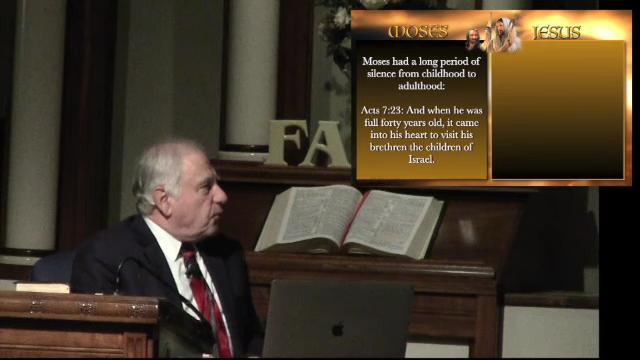 MOSES
JESUS
Moses had a long period of
silence from childhood to
adulthood:
Acts 7:23: And when he was
full forty years old, it came
into his heart to visit his
brethren the children of
Israel.
FA